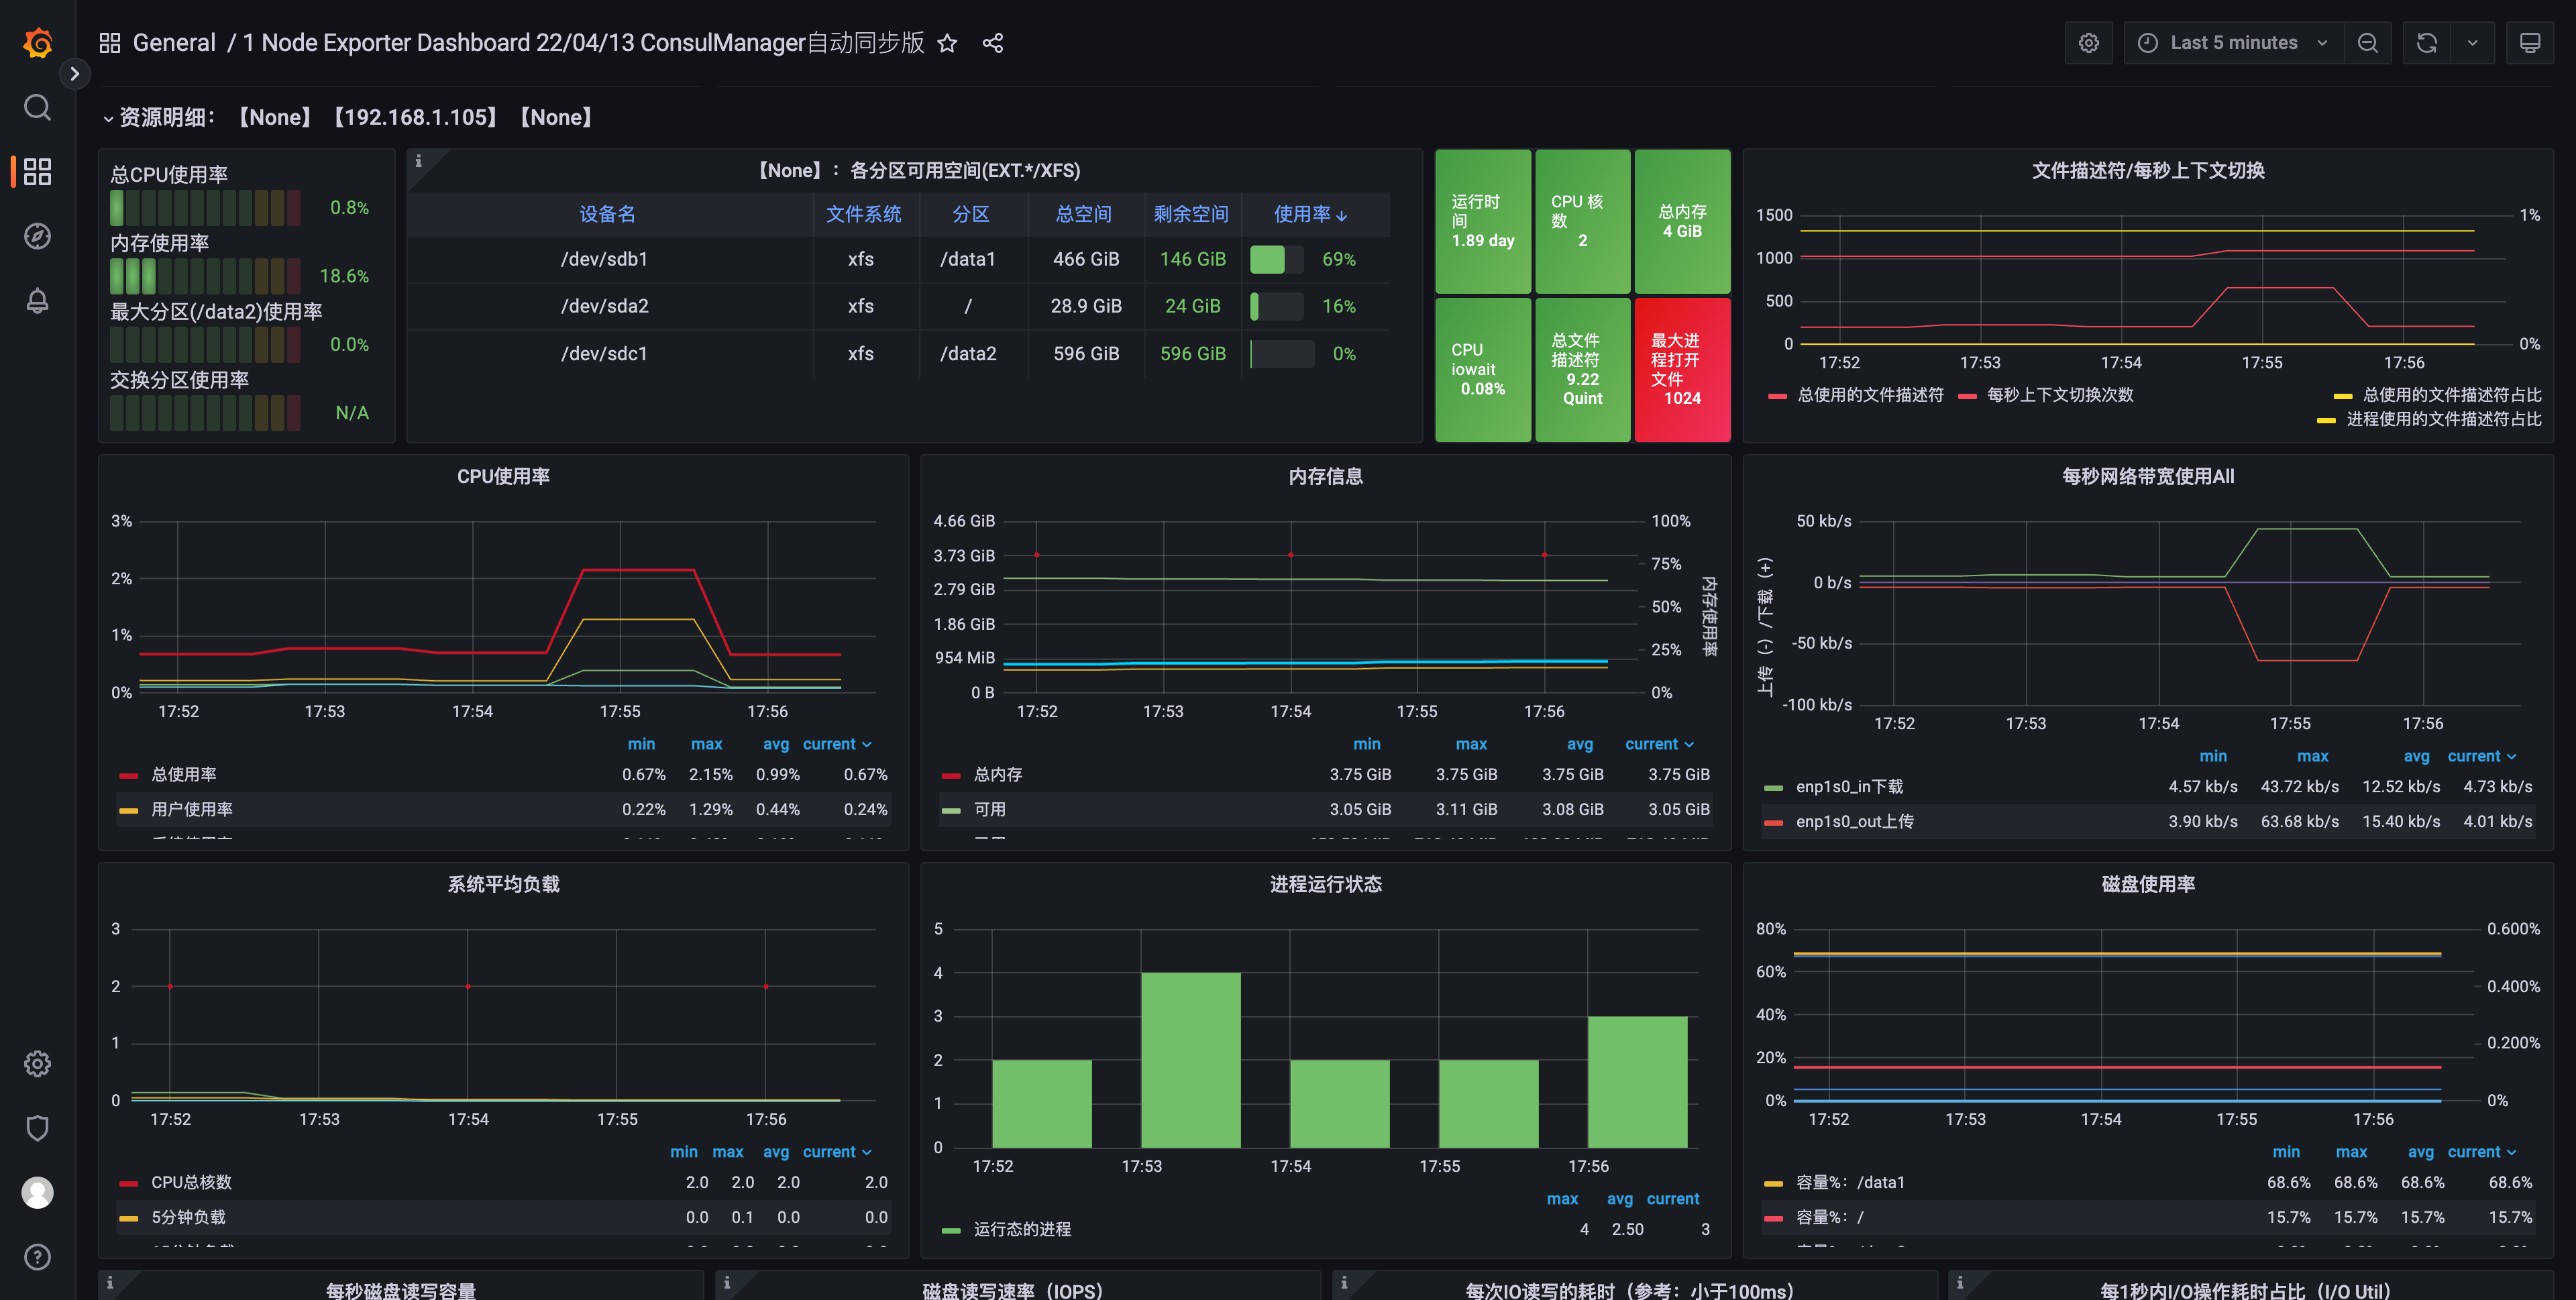 General / 1 Node Exporter Dashboard 22/04/13 ConsulManager自动同步版
Last 5 minutes
资源明细：【None】【192.168.1.105】【None】
总CPU使用率
0.8%
内存使用率
18.6%
最大分区(/data2)使用率
0.0%
交换分区使用率
N/A
【None】：各分区可用空间(EXT.*/XFS)
设备名 文件系统 分区 总空间 剩余空间 使用率
/dev/sdb1 xfs /data1 466 GiB 146 GiB 69%
/dev/sda2 xfs / 28.9 GiB 24 GiB 16%
/dev/sdc1 xfs /data2 596 GiB 596 GiB 0%
运行时
间
1.89 day
CPU 核
数
2
总内存
4 GiB
CPU
iowait
0.08%
总文件
描述符
9.22
Quint
最大进
程打开
文件
1024
文件描述符/每秒上下文切换
1500
1000
500
0
1%
0%
17:52 17:53 17:54 17:55 17:56
总使用的文件描述符 每秒上下文切换次数 总使用的文件描述符占比
进程使用的文件描述符占比
CPU使用率
3%
2%
1%
0%
17:52 17:53 17:54 17:55 17:56
min max avg current
总使用率 0.67% 2.15% 0.99% 0.67%
用户使用率 0.22% 1.29% 0.44% 0.24%
内存信息
4.66 GiB
3.73 GiB
2.79 GiB
1.86 GiB
954 MiB
0 B
100%
75%
50%
25%
0%
内存使用率
17:52 17:53 17:54 17:55 17:56
min max avg current
总内存 3.75 GiB 3.75 GiB 3.75 GiB 3.75 GiB
可用 3.05 GiB 3.11 GiB 3.08 GiB 3.05 GiB
每秒网络带宽使用All
上传（-）/下载（+）
50 kb/s
0 b/s
-50 kb/s
-100 kb/s
17:52 17:53 17:54 17:55 17:56
min max avg current
enp1s0_in下载 4.57 kb/s 43.72 kb/s 12.52 kb/s 4.73 kb/s
enp1s0_out上传 3.90 kb/s 63.68 kb/s 15.40 kb/s 4.01 kb/s
系统平均负载
3
2
1
0
17:52 17:53 17:54 17:55 17:56
min max avg current
CPU总核数 2.0 2.0 2.0 2.0
5分钟负载 0.0 0.1 0.0 0.0
进程运行状态
5
4
3
2
1
0
17:52 17:53 17:54 17:55 17:56
max avg current
运行态的进程 4 2.50 3
磁盘使用率
80%
60%
40%
20%
0%
0.600%
0.400%
0.200%
0%
17:52 17:53 17:54 17:55 17:56
min max avg current
容量%：/data1 68.6% 68.6% 68.6% 68.6%
容量%：/ 15.7% 15.7% 15.7% 15.7%
每秒磁盘读写容量
磁盘读写速率（IOPS）
每次IO读写的耗时（参考：小于100ms）
每1秒内I/O操作耗时占比（I/O Util）